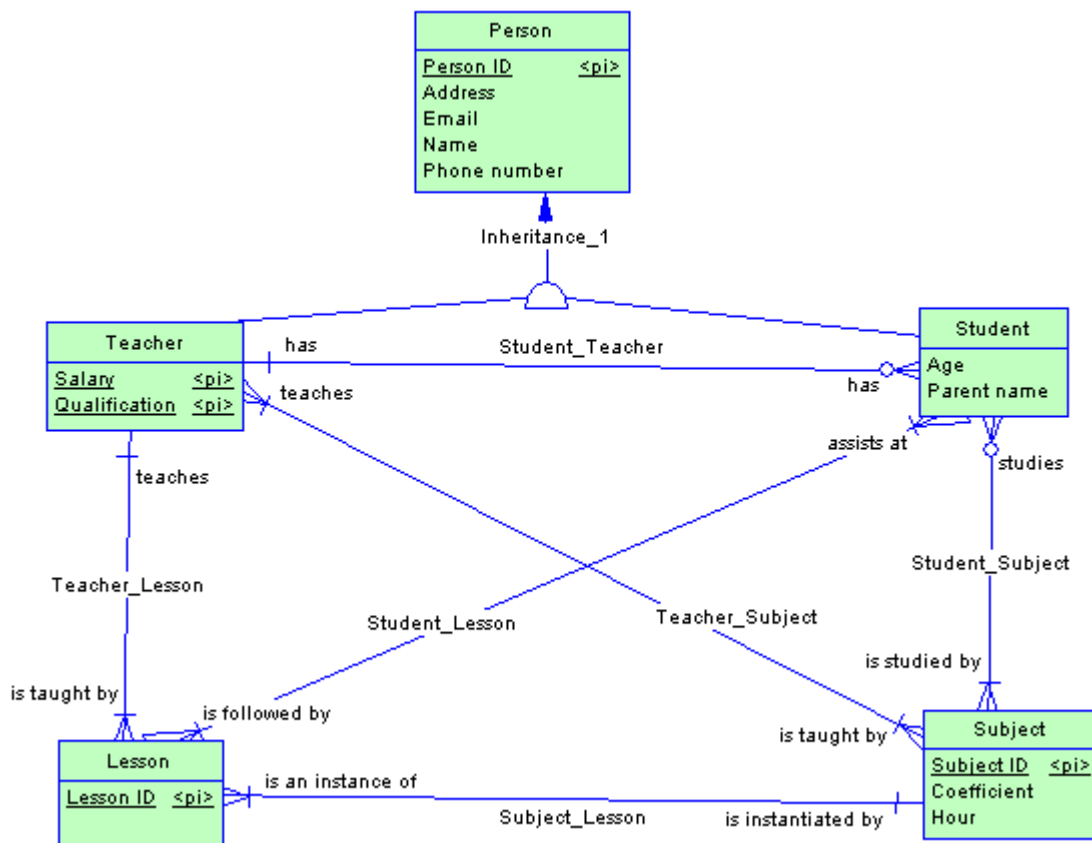 Person
Person ID <pi>
Address
Email
Name
Phone number
Inheritance_1
Teacher
Salary <pi>
Qualification <pi>
has
Student_Teacher
has
Student
Age
Parent name
teaches
assists at
studies
teaches
Teacher_Lesson
Student_Lesson
Teacher_Subject
Student_Subject
is taught by
is followed by
is studied by
is taught by
Lesson
Lesson ID <pi>
is an instance of
Subject_Lesson
is instantiated by
Subject
Subject ID <pi>
Coefficient
Hour